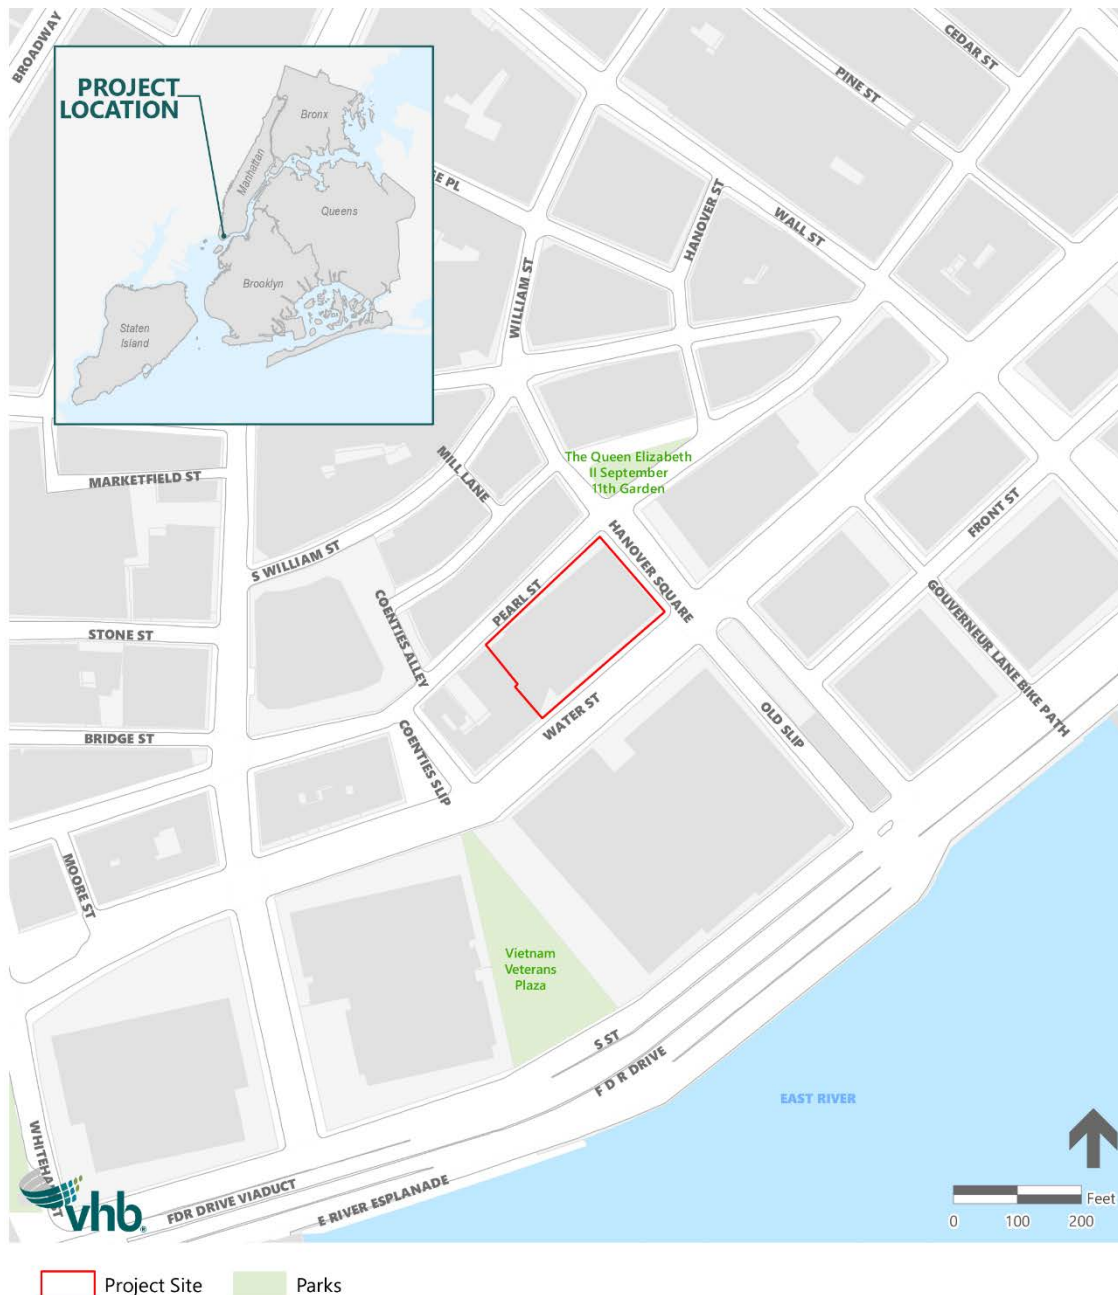 BROADWAY
CEDAR ST
PINE ST
PROJECT
LOCATION
Bronx
Manhattan
Queens
Brooklyn
Staten
Island
PL
HANOVER ST
WALL ST
WILLIAM ST
MARKETFIELD ST
MILL LANE
The Queen Elizabeth
II September
11th Garden
FRONT ST
HANOVER SQUARE
S WILLIAM ST
PEARL ST
COENTIES ALLEY
GOUVERNEUR LANE BIKE PATH
STONE ST
WATER ST
OLD SLIP
BRIDGE ST
COENTIES SLIP
MOORE ST
Vietnam
Veterans
Plaza
S ST
F D R DRIVE
EAST RIVER
vhb
FDR DRIVE VIADUCT
E RIVER ESPLANADE
Feet
0 100 200
Project Site
Parks